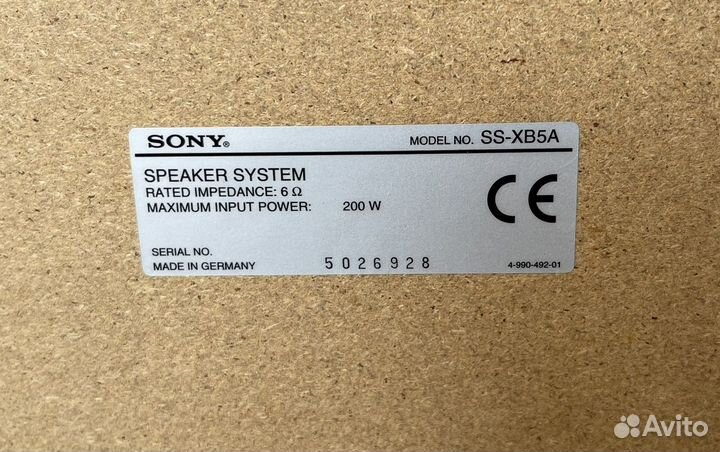 SONY® MODEL NO. SS-XB5A
SPEAKER SYSTEM
RATED IMPEDANCE: 6 Ω
MAXIMUM INPUT POWER: 200 W
CE
SERIAL NO.
MADE IN GERMANY 5026928 4-990-492-01
Avito